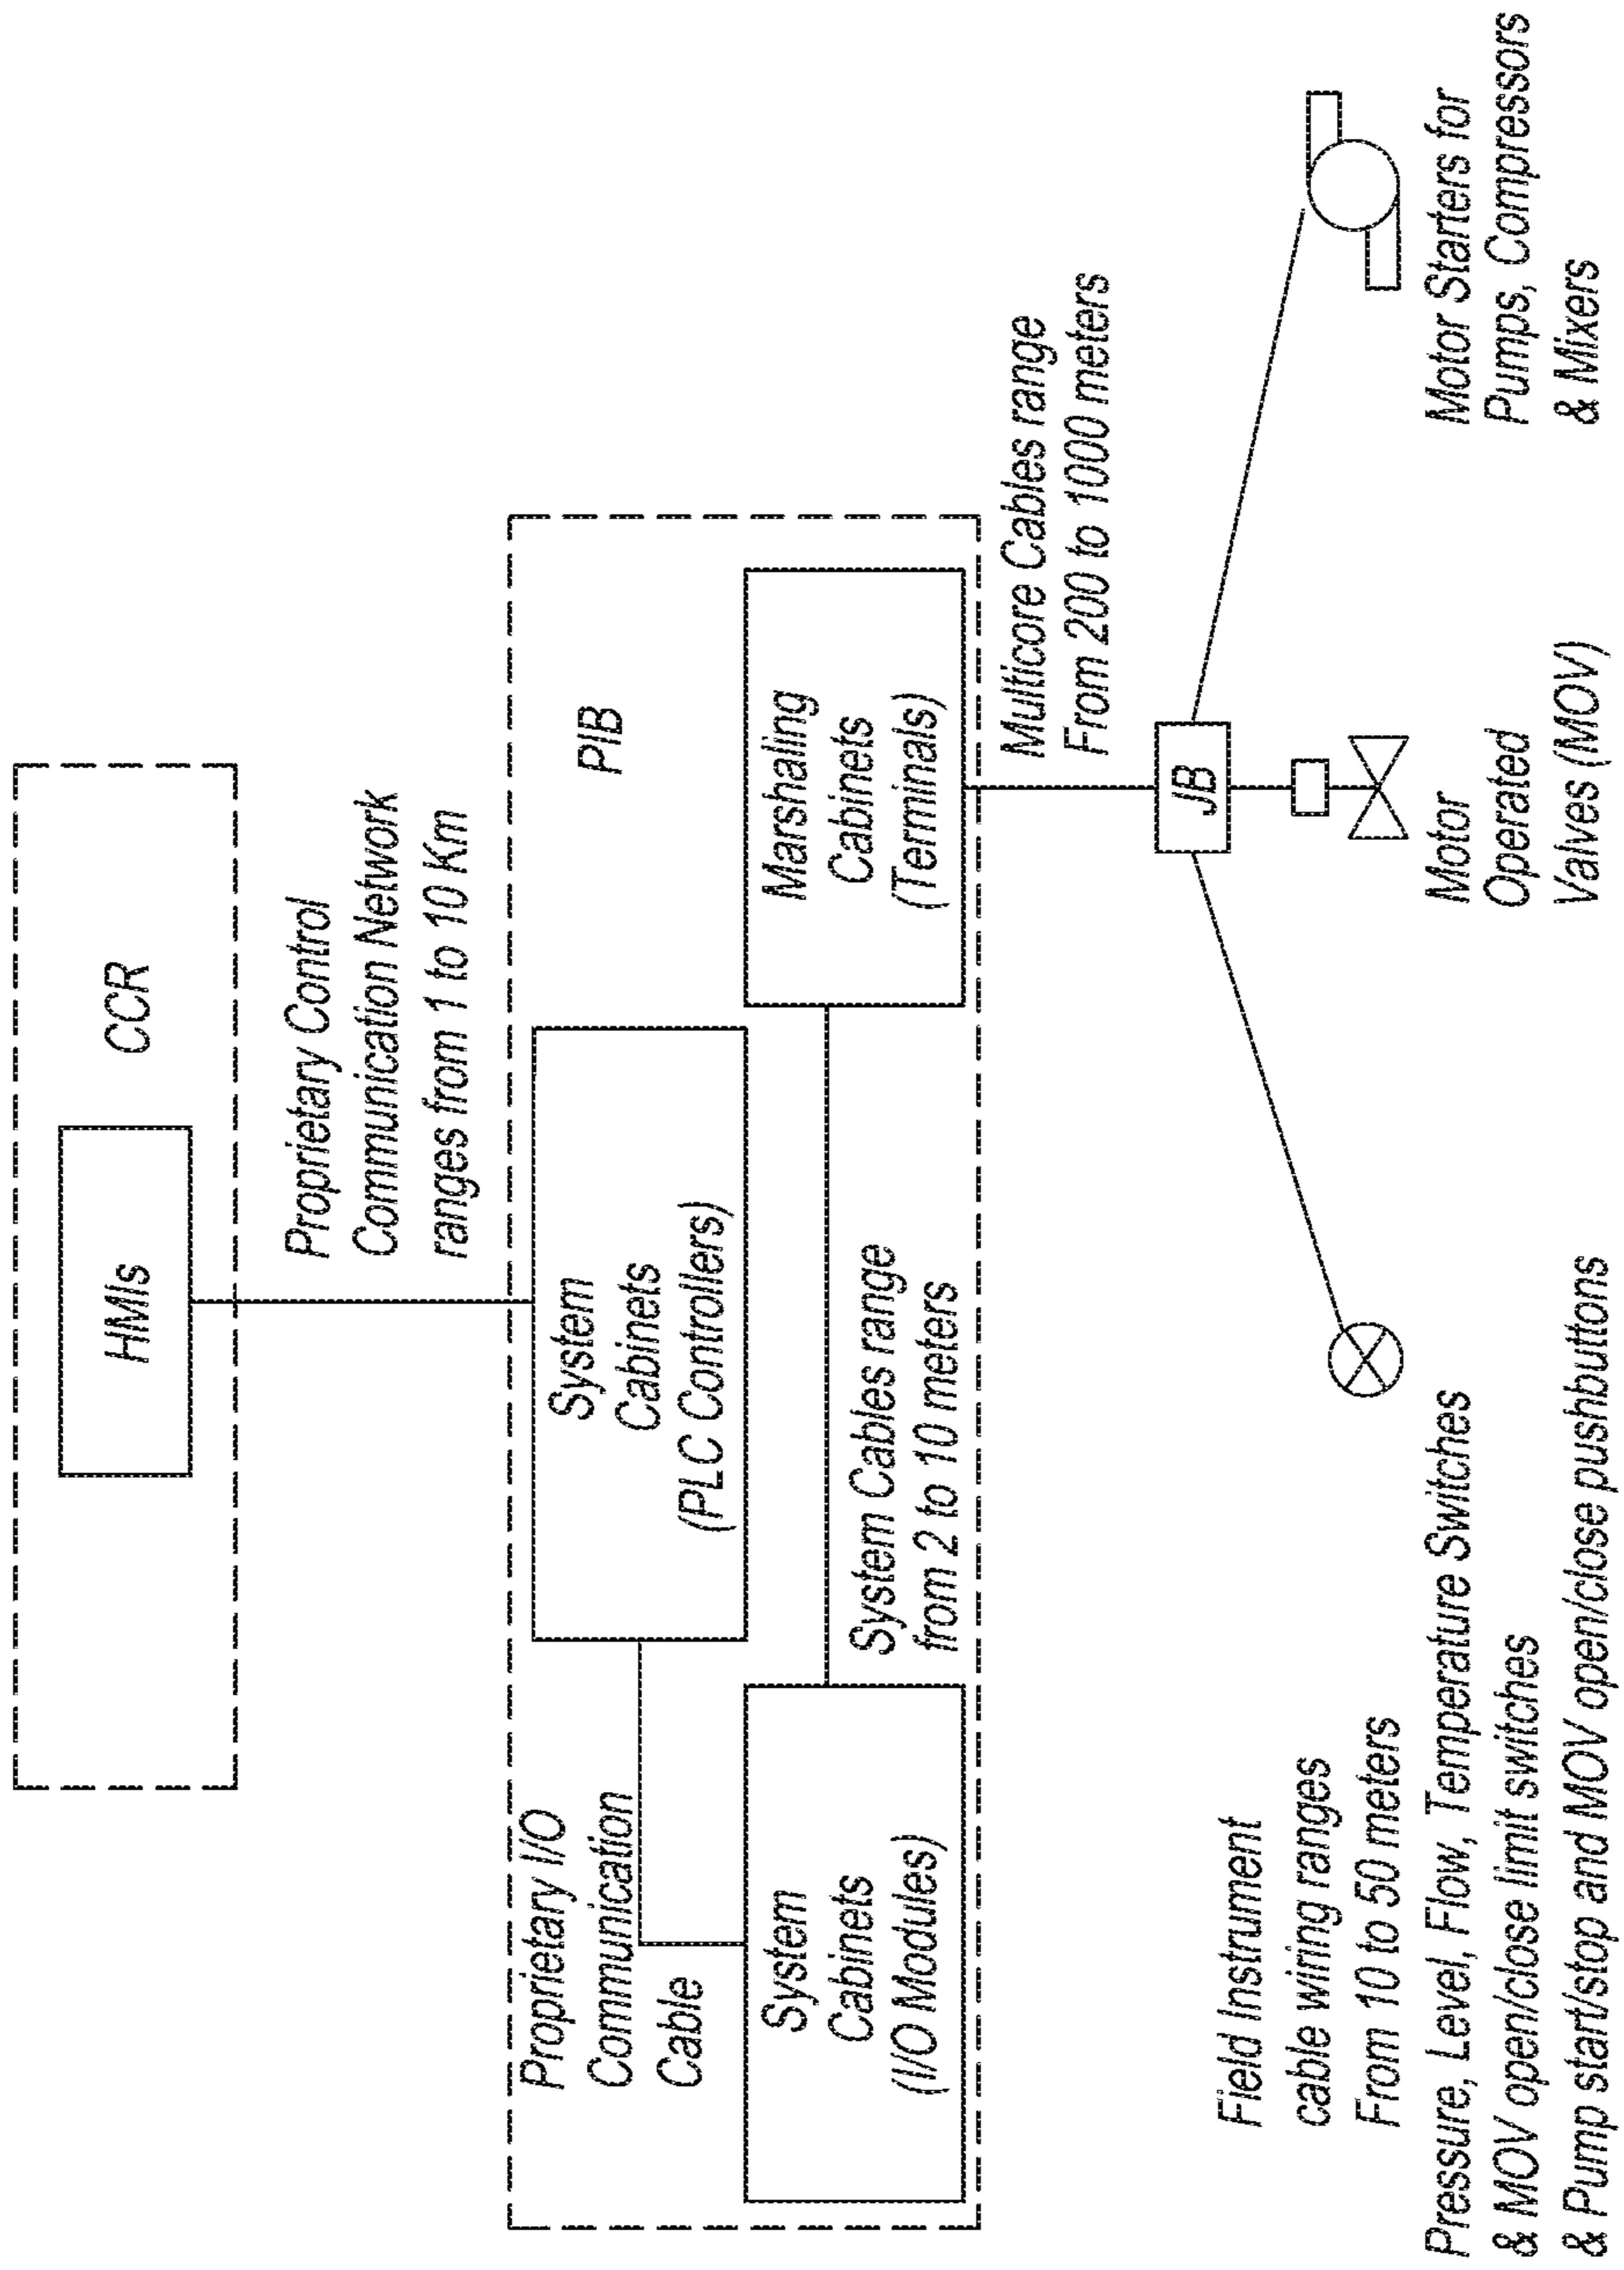 CCR
HMIs
Proprietary Control
Communication Network
ranges from 1 to 10 Km
PIB
Proprietary I/O
Communication
Cable
System
Cabinets
(PLC Controllers)
System
Cabinets
(I/O Modules)
System Cables range
from 2 to 10 meters
Marshaling
Cabinets
(Terminals)
Multicore Cables range
From 200 to 1000 meters
JB
Field Instrument
cable wiring ranges
From 10 to 50 meters
Pressure, Level, Flow, Temperature Switches
& MOV open/close limit switches
& Pump start/stop and MOV open/close pushbuttons
Motor
Operated
Valves (MOV)
Motor Starters for
Pumps, Compressors
& Mixers